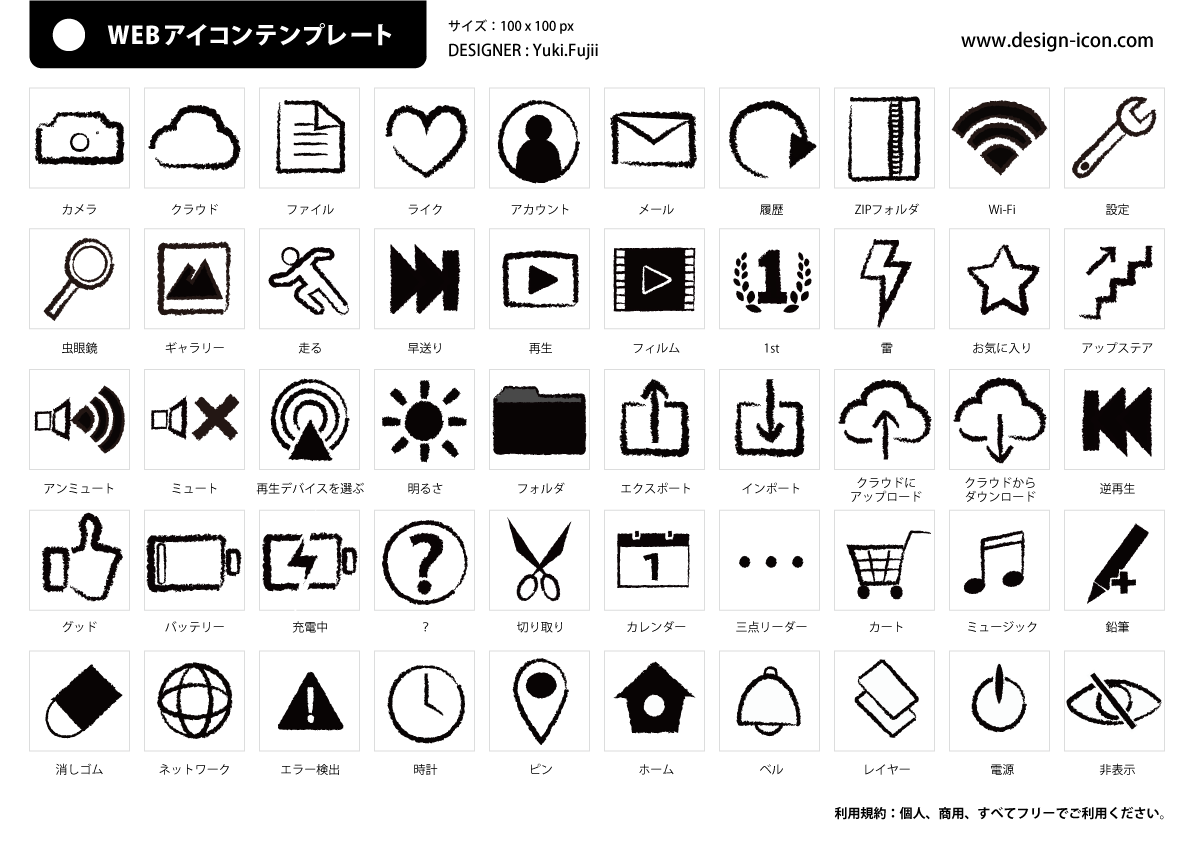 WEBアイコンテンプレート
サイズ：100 x 100 px
DESIGNER : Yuki.Fujii
www.design-icon.com
カメラ
クラウド
ファイル
ライク
アカウント
メール
履歴
ZIPフォルダ
Wi-Fi
設定
虫眼鏡
ギャラリー
走る
早送り
再生
フィルム
1
1st
雷
お気に入り
アップステア
アンミュート
ミュート
再生デバイスを選ぶ
明るさ
フォルダ
エクスポート
インポート
クラウドに
アップロード
クラウドから
ダウンロード
逆再生
?
1
グッド
バッテリー
充電中
?
切り取り
カレンダー
三点リーダー
カート
ミュージック
鉛筆
!
消しゴム
ネットワーク
エラー検出
時計
ピン
ホーム
ベル
レイヤー
電源
非表示
利用規約：個人、商用、すべてフリーでご利用ください。